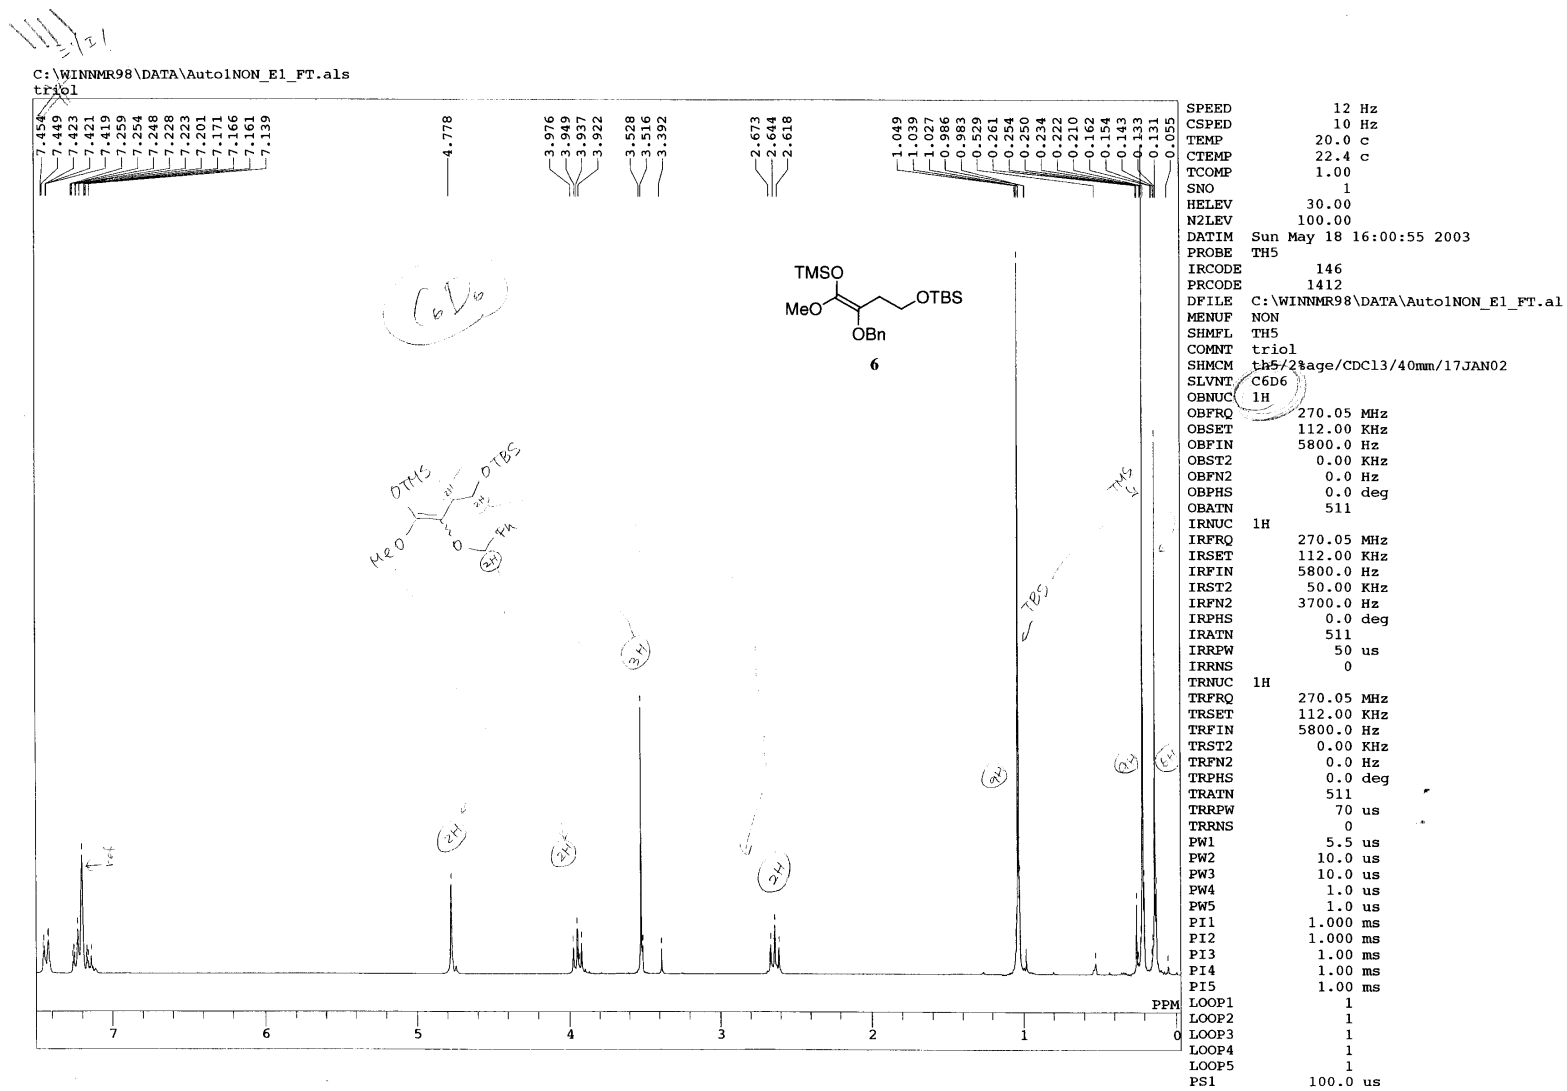 C:\WINNMR98\DATA\Auto1NON_E1_FT.als
triol
7.454
7.449
7.423
7.421
7.419
7.259
7.254
7.248
7.228
7.223
7.201
7.171
7.166
7.161
7.139
4.778
3.976
3.949
3.937
3.922
3.528
3.516
3.392
2.673
2.644
2.618
1.049
1.039
1.027
0.986
0.983
0.529
0.261
0.254
0.250
0.234
0.222
0.210
0.162
0.154
0.143
0.133
0.131
0.055
C6D6
TMSO
OTBS
MeO
OBn
6
OTMS
OTBS
2H
2H
MeO
O
Ph
2H
TMS
TBS
3H
9H
9H
6H
2H
2H
2H
7
6
5
4
3
2
1
0
PPM
SPEED 12 Hz
CSPED 10 Hz
TEMP 20.0 c
CTEMP 22.4 c
TCOMP 1.00
SNO 1
HELEV 30.00
N2LEV 100.00
DATIM Sun May 18 16:00:55 2003
PROBE TH5
IRCODE 146
PRCODE 1412
DFILE C:\WINNMR98\DATA\Auto1NON_E1_FT.al
MENUF NON
SHMFL TH5
COMNT triol
SHMCM th5/2%age/CDCl3/40mm/17JAN02
SLVNT C6D6
OBNUC 1H
OBFRQ 270.05 MHz
OBSET 112.00 KHz
OBFIN 5800.0 Hz
OBST2 0.00 KHz
OBFN2 0.0 Hz
OBPHS 0.0 deg
OBATN 511
IRNUC 1H
IRFRQ 270.05 MHz
IRSET 112.00 KHz
IRFIN 5800.0 Hz
IRST2 50.00 KHz
IRFN2 3700.0 Hz
IRPHS 0.0 deg
IRATN 511
IRRPW 50 us
IRRNS 0
TRNUC 1H
TRFRQ 270.05 MHz
TRSET 112.00 KHz
TRFIN 5800.0 Hz
TRST2 0.00 KHz
TRFN2 0.0 Hz
TRPHS 0.0 deg
TRATN 511
TRRPW 70 us
TRRNS 0
PW1 5.5 us
PW2 10.0 us
PW3 10.0 us
PW4 1.0 us
PW5 1.0 us
PI1 1.000 ms
PI2 1.000 ms
PI3 1.00 ms
PI4 1.00 ms
PI5 1.00 ms
LOOP1 1
LOOP2 1
LOOP3 1
LOOP4 1
LOOP5 1
PS1 100.0 us